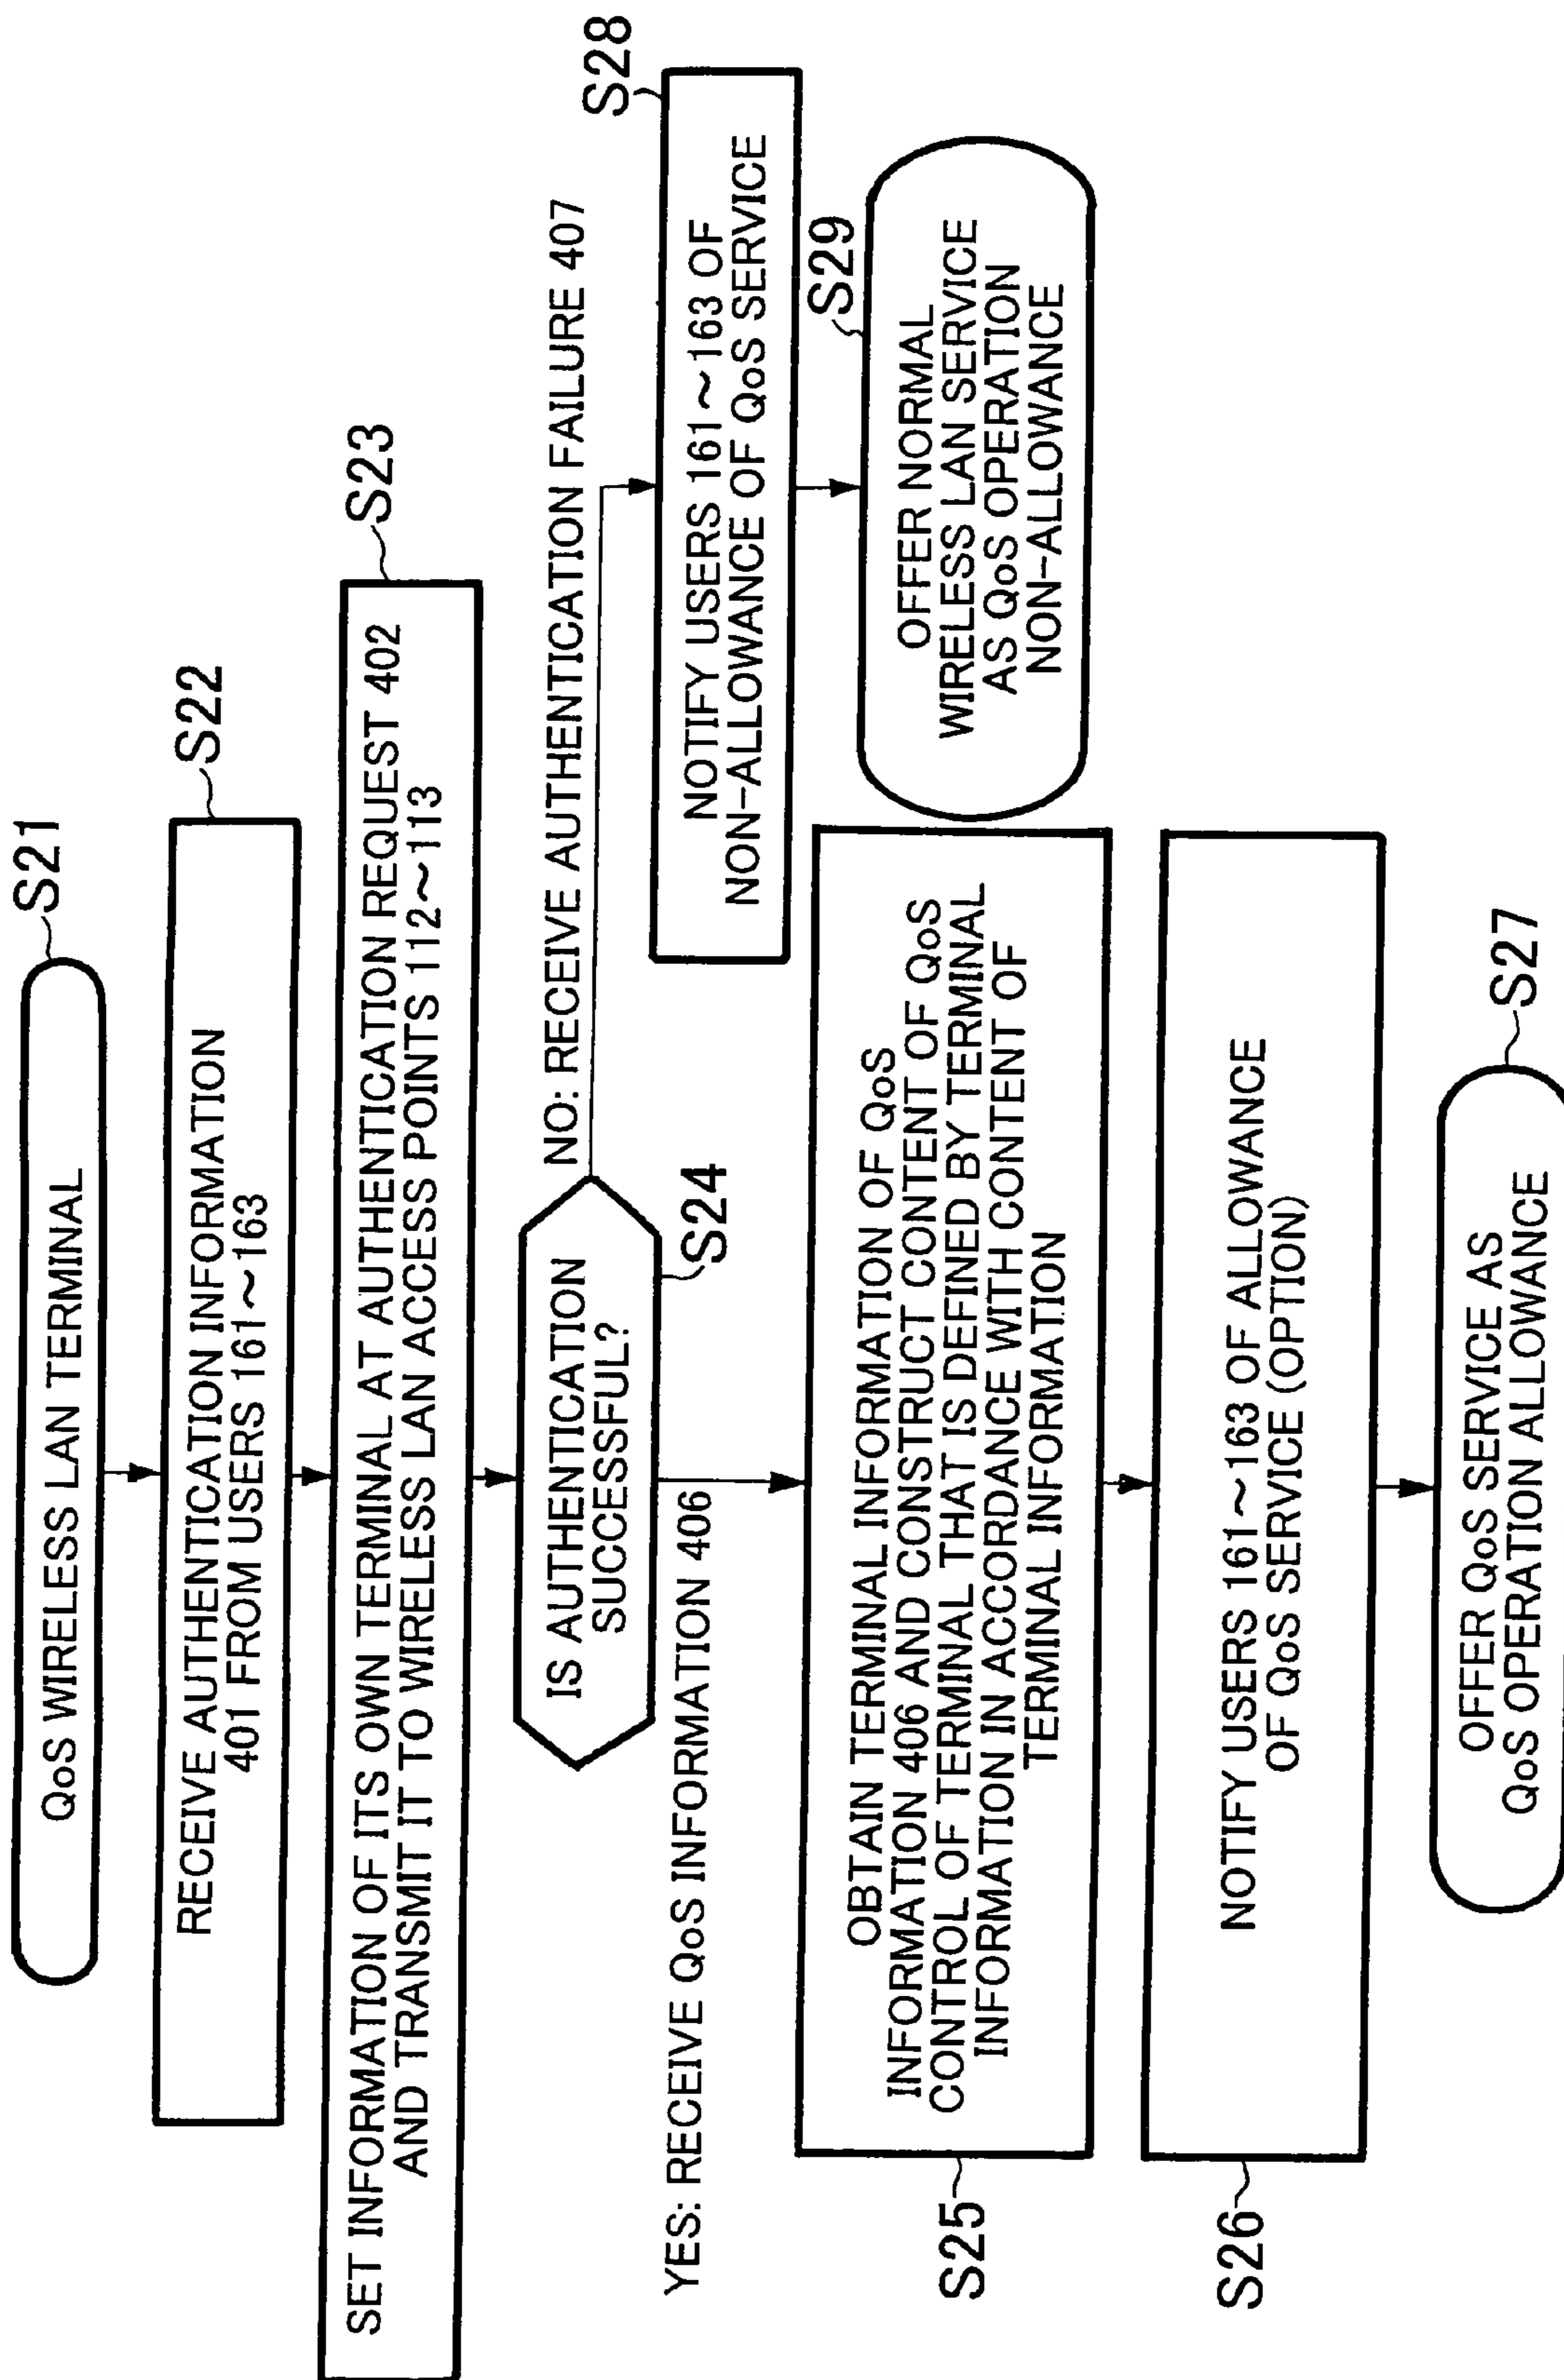 S21
QoS WIRELESS LAN TERMINAL
S22
RECEIVE AUTHENTICATION INFORMATION
401 FROM USERS 161~163
S23
SET INFORMATION OF ITS OWN TERMINAL AT AUTHENTICATION REQUEST 402
AND TRANSMIT IT TO WIRELESS LAN ACCESS POINTS 112~113
IS AUTHENTICATION
SUCCESSFUL?
S24
NO: RECEIVE AUTHENTICATION FAILURE 407
S28
NOTIFY USERS 161~163 OF
NON-ALLOWANCE OF QoS SERVICE
S29
OFFER NORMAL
WIRELESS LAN SERVICE
AS QoS OPERATION
NON-ALLOWANCE
YES: RECEIVE QoS INFORMATION 406
OBTAIN TERMINAL INFORMATION OF QoS
INFORMATION 406 AND CONSTRUCT CONTENT OF QoS
CONTROL OF TERMINAL THAT IS DEFINED BY TERMINAL
INFORMATION IN ACCORDANCE WITH CONTENT OF
TERMINAL INFORMATION
S25
NOTIFY USERS 161~163 OF ALLOWANCE
OF QoS SERVICE (OPTION)
S26
S27
OFFER QoS SERVICE AS
QoS OPERATION ALLOWANCE